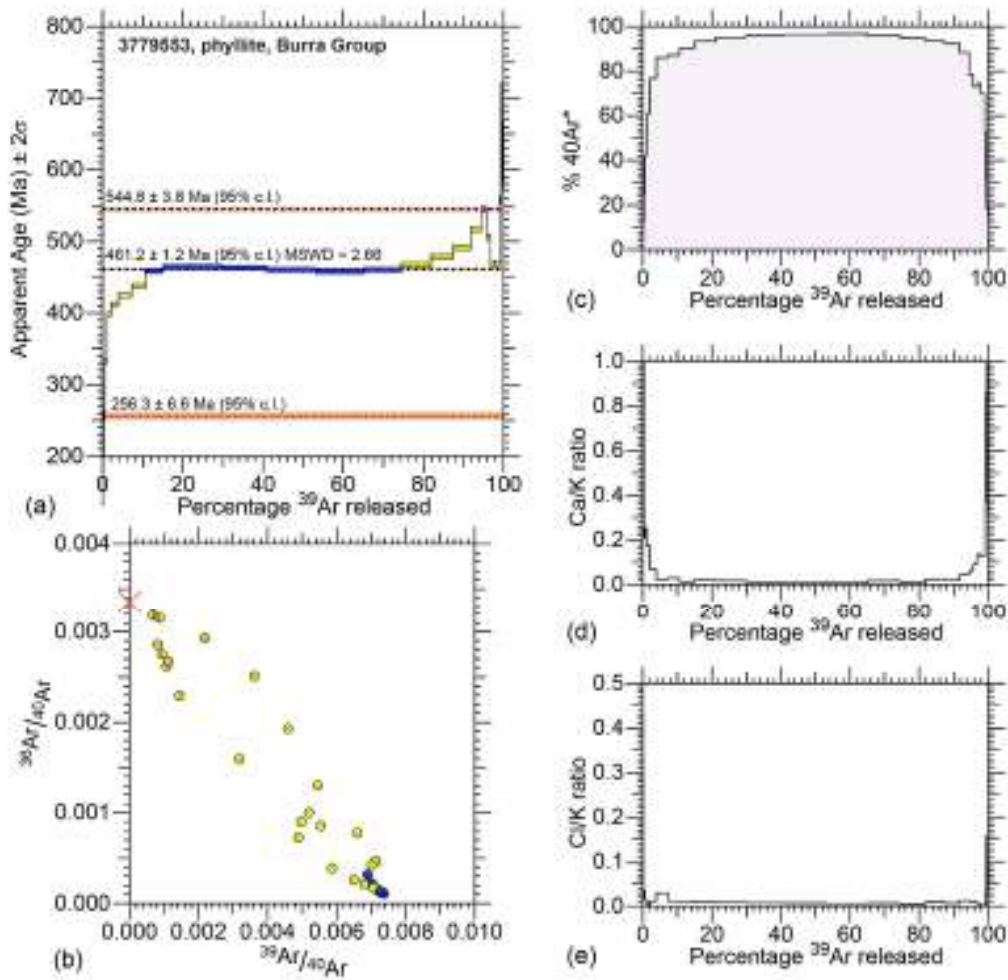 3779553, phyllite, Burra Group
800
700
600
500
400
300
200
Apparent Age (Ma) ± 2σ
544.8 ± 3.8 Ma (95% c.l.)
461.2 ± 1.2 Ma (95% c.l.) MSWD = 2.66
256.3 ± 6.6 Ma (95% c.l.)
0 20 40 60 80 100
Percentage ³⁹Ar released
(a)
0.004
0.003
0.002
0.001
0.000
³⁶Ar/⁴⁰Ar
0.000 0.002 0.004 0.006 0.008 0.010
³⁹Ar/⁴⁰Ar
(b)
100
80
60
40
20
0
% 40Ar*
0 20 40 60 80 100
Percentage ³⁹Ar released
(c)
1.0
0.8
0.6
0.4
0.2
0.0
Ca/K ratio
0 20 40 60 80 100
Percentage ³⁹Ar released
(d)
0.5
0.4
0.3
0.2
0.1
0.0
Cl/K ratio
0 20 40 60 80 100
Percentage ³⁹Ar released
(e)